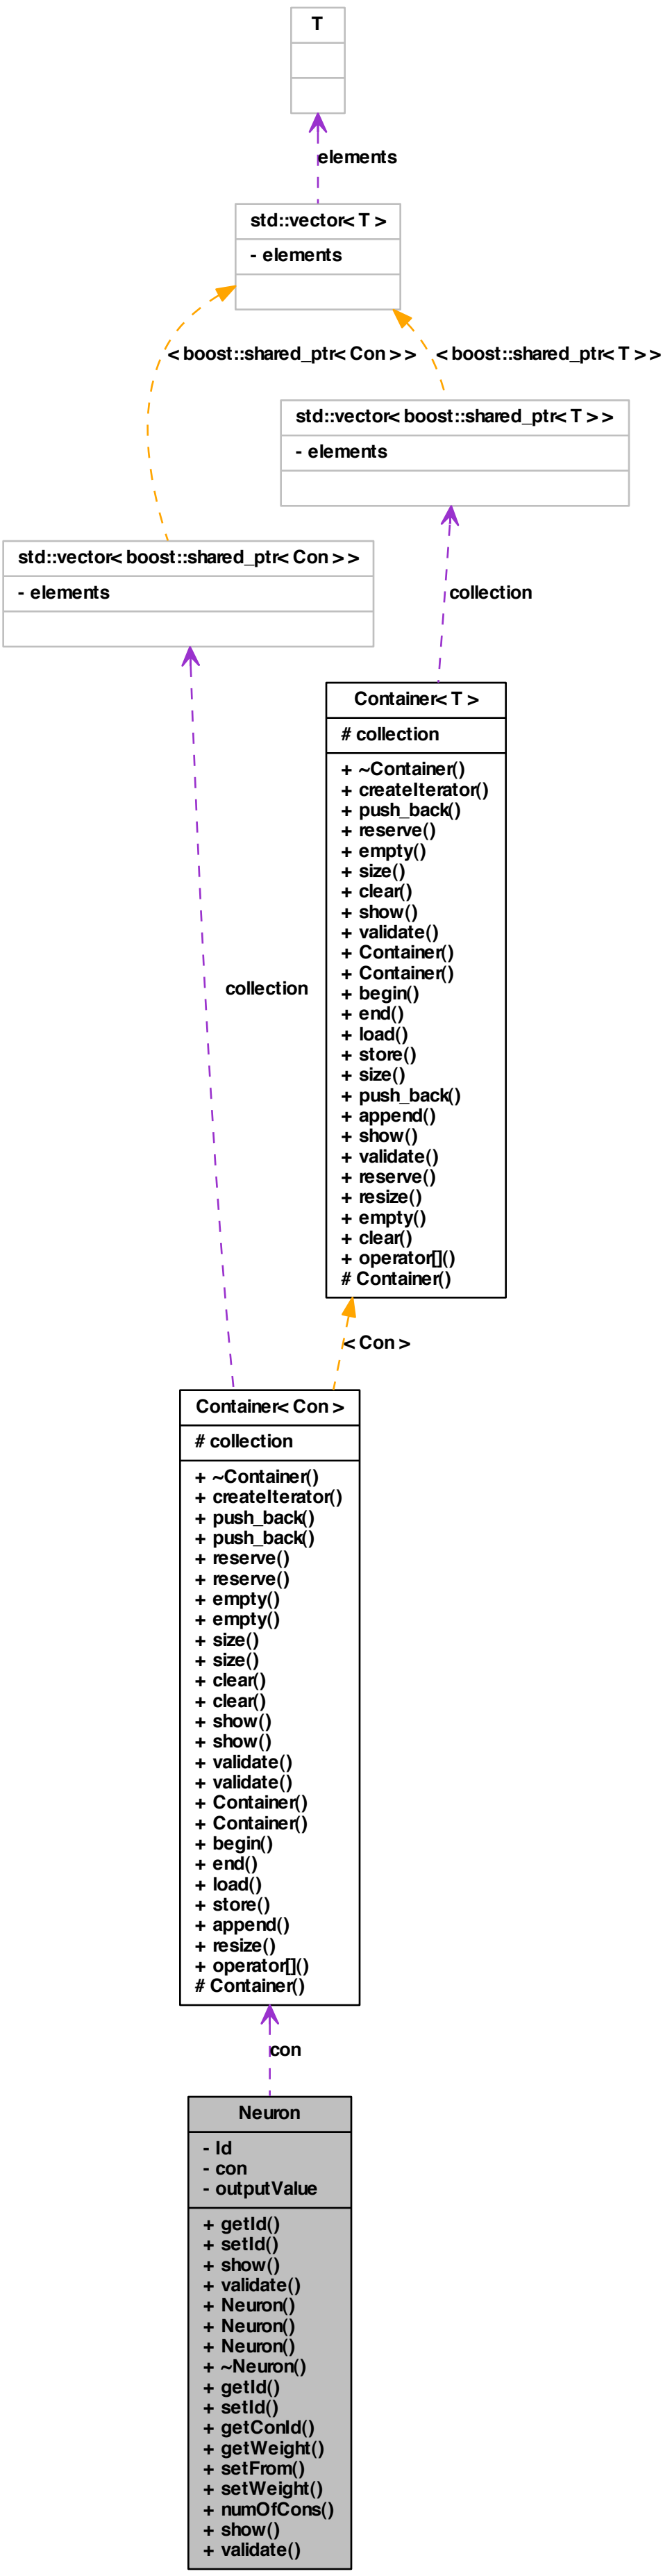 T
elements
std::vector< T >
- elements
< boost::shared_ptr< Con > >
< boost::shared_ptr< T > >
std::vector< boost::shared_ptr< T > >
- elements
std::vector< boost::shared_ptr< Con > >
- elements
collection
Container< T >
# collection
+ ~Container()
+ createIterator()
+ push_back()
+ reserve()
+ empty()
+ size()
+ clear()
+ show()
+ validate()
+ Container()
+ Container()
+ begin()
+ end()
+ load()
+ store()
+ size()
+ push_back()
+ append()
+ show()
+ validate()
+ reserve()
+ resize()
+ empty()
+ clear()
+ operator[]()
# Container()
collection
< Con >
Container< Con >
# collection
+ ~Container()
+ createIterator()
+ push_back()
+ push_back()
+ reserve()
+ reserve()
+ empty()
+ empty()
+ size()
+ size()
+ clear()
+ clear()
+ show()
+ show()
+ validate()
+ validate()
+ Container()
+ Container()
+ begin()
+ end()
+ load()
+ store()
+ append()
+ resize()
+ operator[]()
# Container()
con
Neuron
- Id
- con
- outputValue
+ getId()
+ setId()
+ show()
+ validate()
+ Neuron()
+ Neuron()
+ Neuron()
+ ~Neuron()
+ getId()
+ setId()
+ getConId()
+ getWeight()
+ setFrom()
+ setWeight()
+ numOfCons()
+ show()
+ validate()